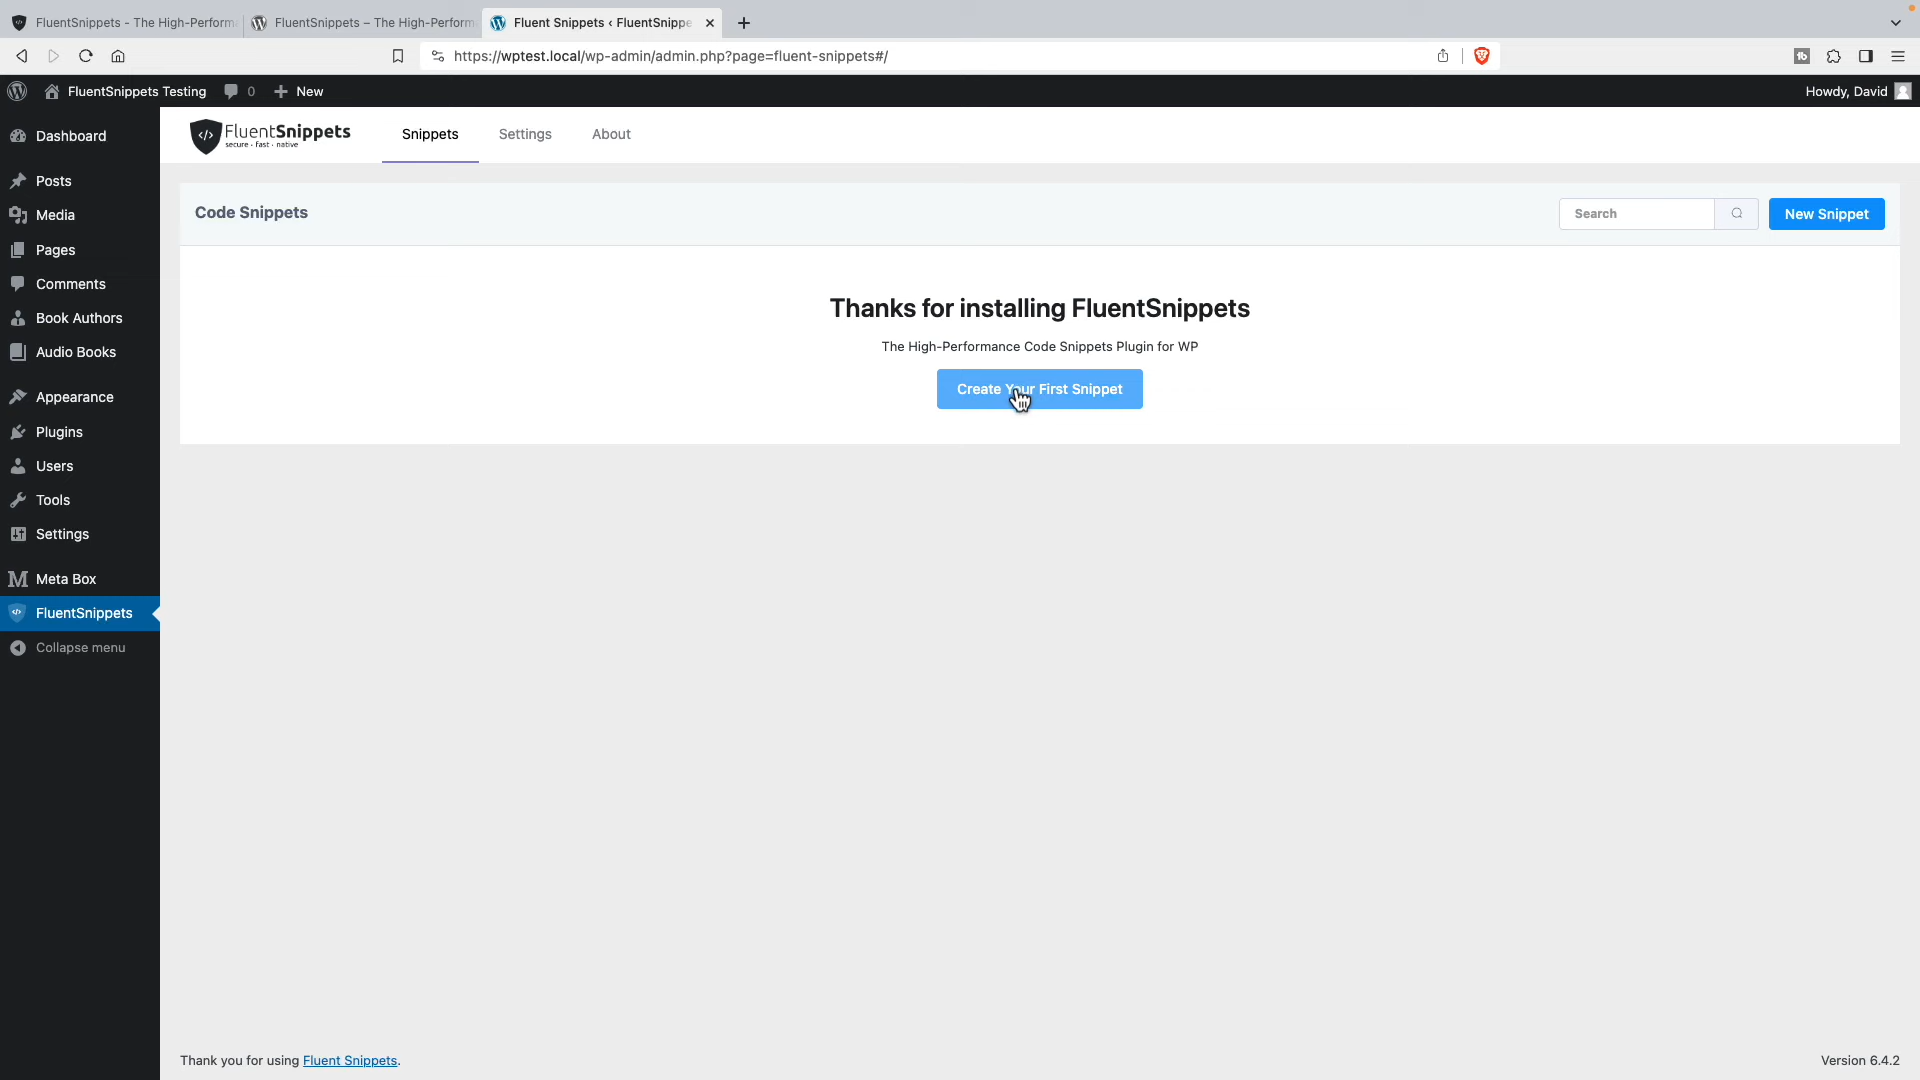 FluentSnippets - The High-Perform
FluentSnippets – The High-Perform
Fluent Snippets ‹ FluentSnippe
https://wptest.local/wp-admin/admin.php?page=fluent-snippets#/
FluentSnippets Testing
0
New
Howdy, David
Dashboard
Posts
Media
Pages
Comments
Book Authors
Audio Books
Appearance
Plugins
Users
Tools
Settings
Meta Box
FluentSnippets
Collapse menu
FluentSnippets
secure · fast · native
Snippets
Settings
About
Code Snippets
Search
New Snippet
Thanks for installing FluentSnippets
The High-Performance Code Snippets Plugin for WP
Create Your First Snippet
Thank you for using Fluent Snippets.
Version 6.4.2